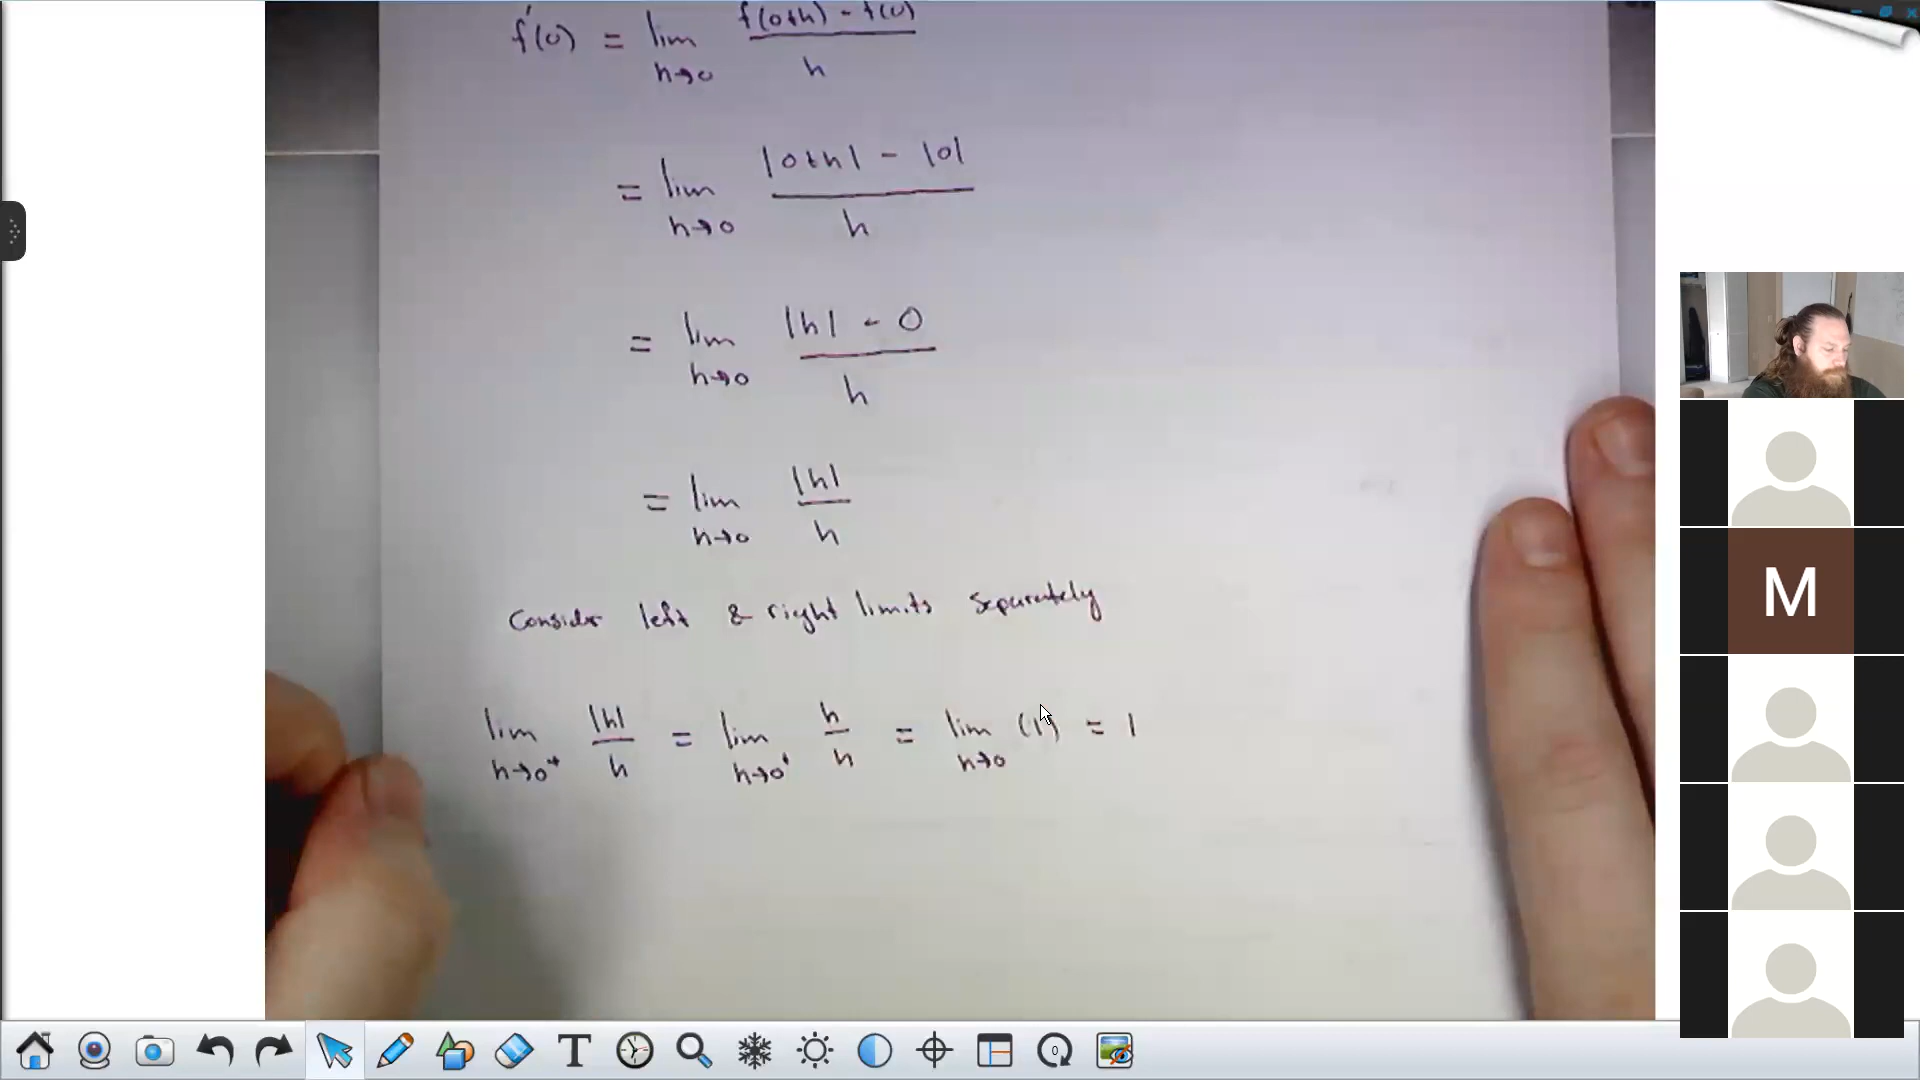 f'(0) = lim h→0 f(0+h) - f(0) / h
= lim h→0 |0+h| - |0| / h
= lim h→0 |h| - 0 / h
= lim h→0 |h| / h
Consider left & right limits separately
lim h→0⁺ |h| / h = lim h→0⁺ h / h = lim h→0 (1) = 1
M
T
0